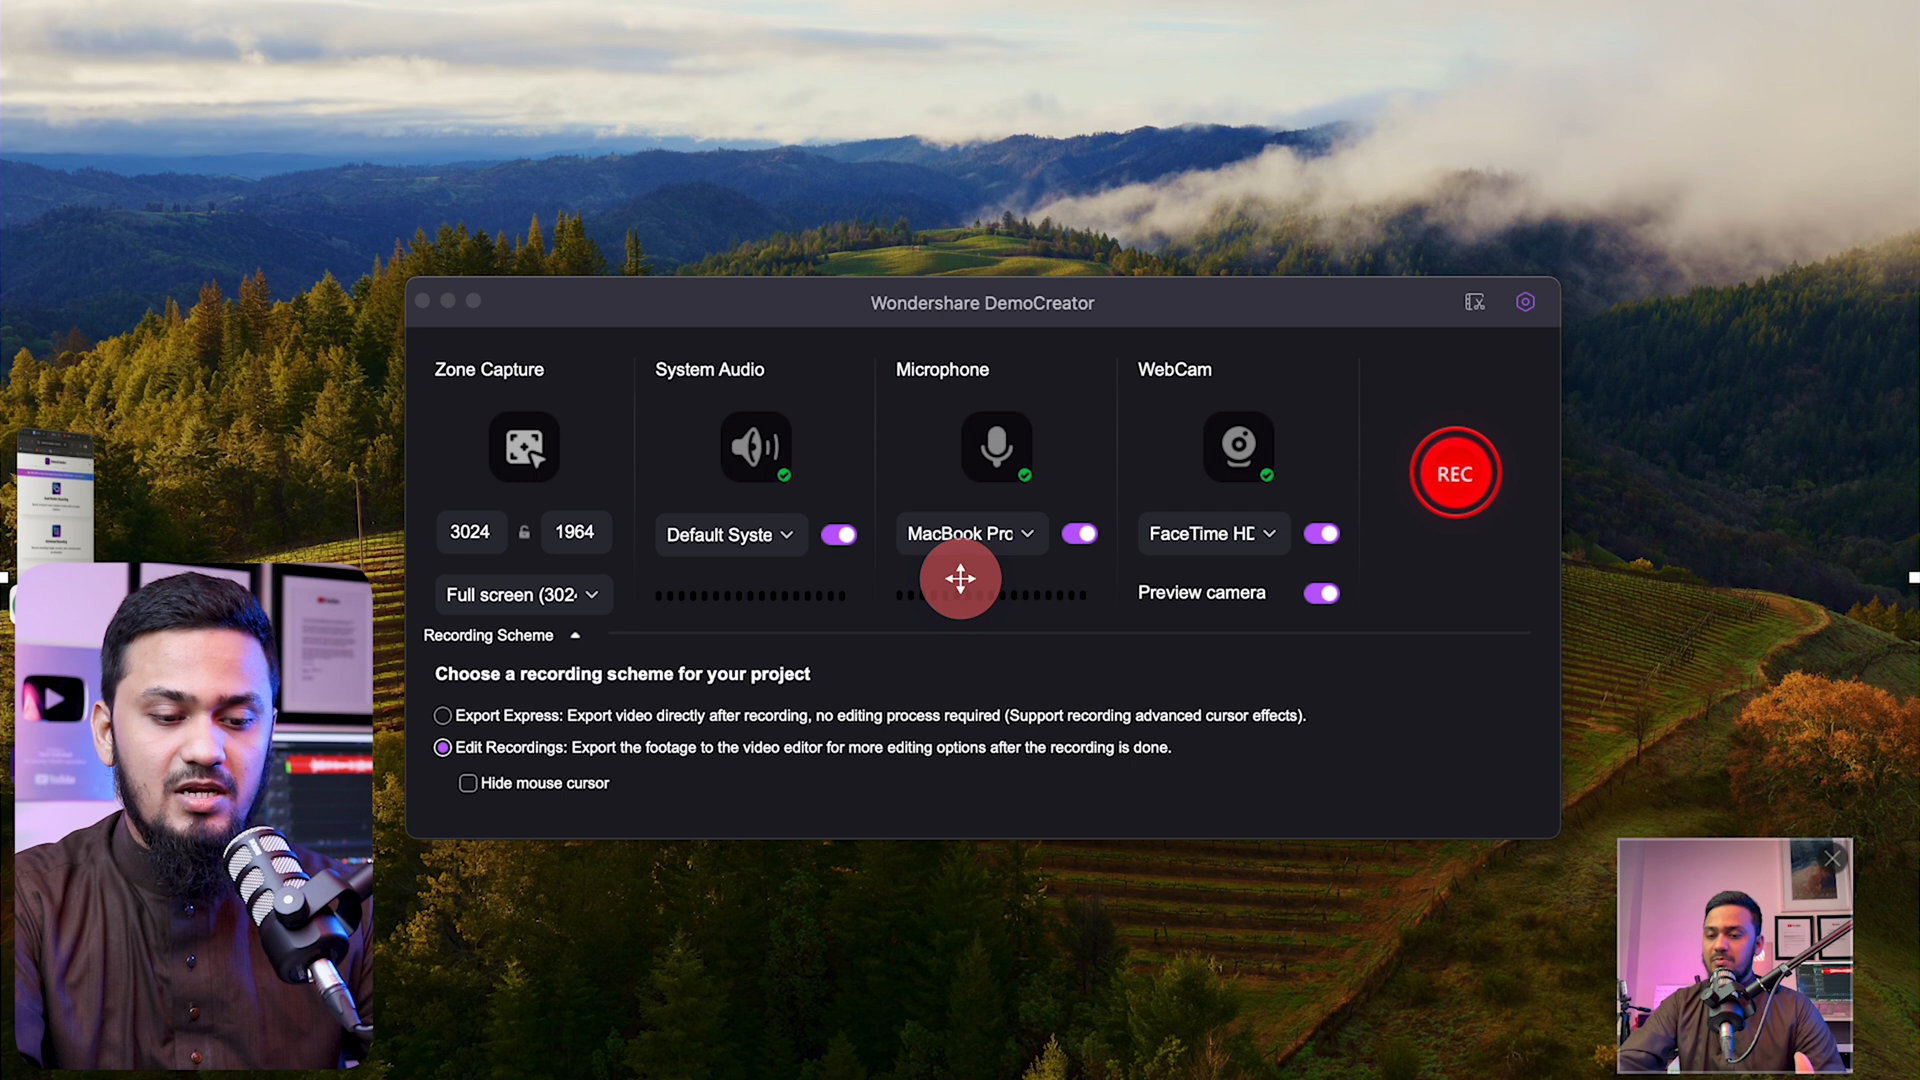 Wondershare DemoCreator
Zone Capture
System Audio
Microphone
WebCam
REC
3024
1964
Default Syste
MacBook Prc
FaceTime HD
Full screen (302
Preview camera
Recording Scheme
Choose a recording scheme for your project
Export Express: Export video directly after recording, no editing process required (Support recording advanced cursor effects).
Edit Recordings: Export the footage to the video editor for more editing options after the recording is done.
Hide mouse cursor